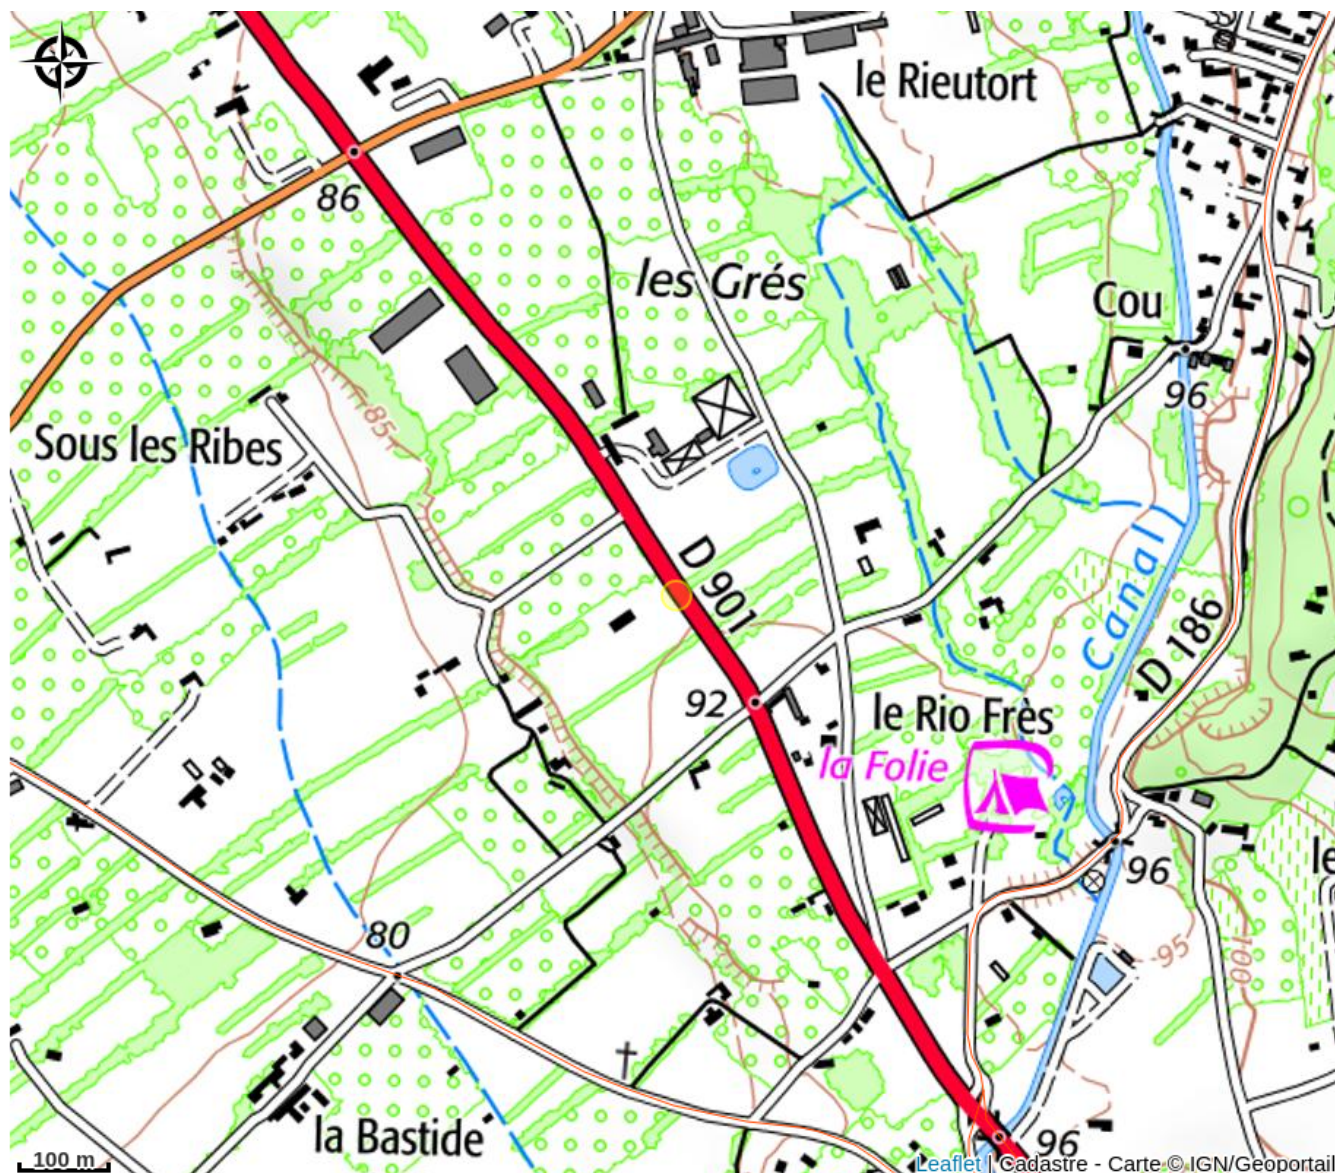 le Rieutort
86
les Grés
Cou
96
85
Sous les Ribes
D 901
Canal
D 186
92
le Rio Frès
la Folie
96
le
80
95
100
la Bastide
96
100 m
Leaflet | Cadastre - Carte © IGN/Geoportail